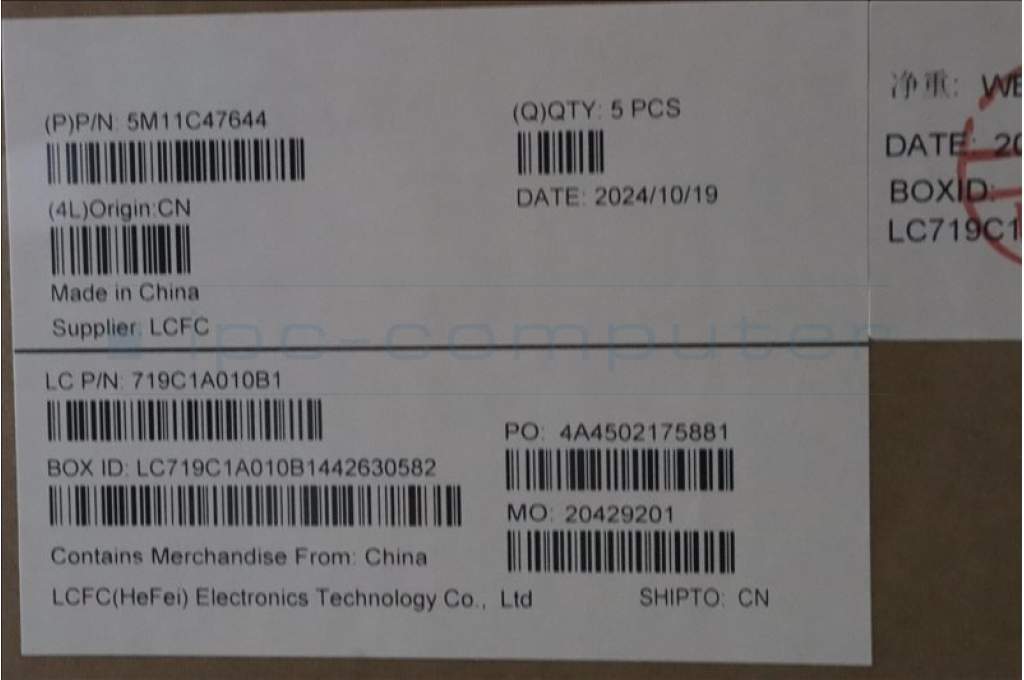 (P)P/N: 5M11C47644
(Q)QTY: 5 PCS
DATE: 2024/10/19
(4L)Origin:CN
Made in China
Supplier: LCFC
ipc-computer
LC P/N: 719C1A010B1
PO: 4A4502175881
BOX ID: LC719C1A010B1442630582
MO: 20429201
Contains Merchandise From: China
LCFC(HeFei) Electronics Technology Co., Ltd
SHIPTO: CN
净重:
DATE:
BOXID: